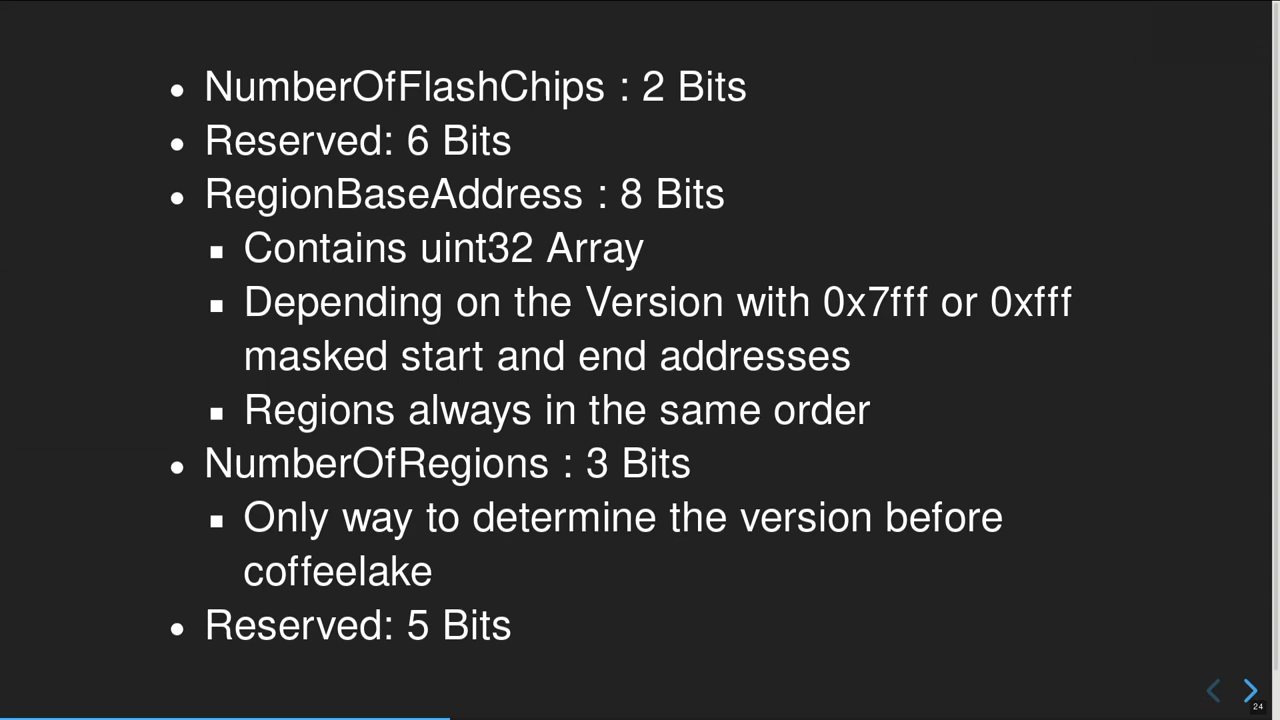 NumberOfFlashChips : 2 Bits
Reserved: 6 Bits
RegionBaseAddress : 8 Bits
Contains uint32 Array
Depending on the Version with 0x7fff or 0xfff
masked start and end addresses
Regions always in the same order
NumberOfRegions : 3 Bits
Only way to determine the version before
coffeelake
Reserved: 5 Bits
24